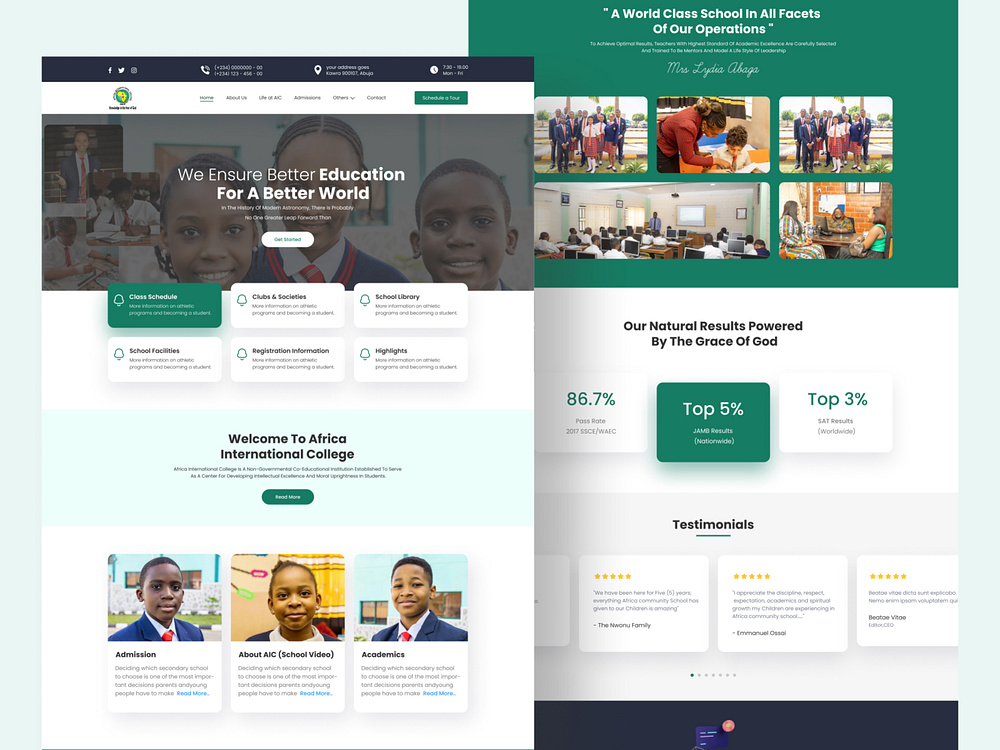 (+234) 0000000 - 00
(+234) 123 - 456 - 00
your address goes
Kawra 900107, Abuja
7:30 - 19:00
Mon - Fri
Home
About Us
Life at AIC
Admissions
Others
Contact
Schedule a Tour
We Ensure Better Education
For A Better World
In The History Of Modern Astronomy, There Is Probably
No One Greater Leap Forward Than
Get Started
Class Schedule
More information on athletic
programs and becoming a student.
Clubs & Societies
More information on athletic
programs and becoming a student.
School Library
More information on athletic
programs and becoming a student.
School Facilities
More information on athletic
programs and becoming a student.
Registration Information
More information on athletic
programs and becoming a student.
Highlights
More information on athletic
programs and becoming a student.
Welcome To Africa
International College
Africa International College Is A Non-Governmental Co-Educational Institution Established To Serve
As A Center For Developing Intellectual Excellence And Moral Uprightness In Students.
Read More
Admission
Deciding which secondary school
to choose is one of the most impor-
tant decisions parents andyoung
people have to make Read More..
About AIC (School Video)
Deciding which secondary school
to choose is one of the most impor-
tant decisions parents andyoung
people have to make Read More..
Academics
Deciding which secondary school
to choose is one of the most impor-
tant decisions parents andyoung
people have to make Read More..
" A World Class School In All Facets
Of Our Operations "
To Achieve Optimal Results, Teachers With Highest Standard Of Academic Excellence Are Carefully Selected
And Trained To Be Mentors And Model A Life Style Of Leadership
Mrs Lydia Abaga
Our Natural Results Powered
By The Grace Of God
86.7%
Pass Rate
2017 SSCE/WAEC
Top 5%
JAMB Results
(Nationwide)
Top 3%
SAT Results
(Worldwide)
Testimonials
"We have been here for Five (5) years;
everything Africa community School has
given to our Children is amazing"
- The Nwonu Family
"I appreciate the discipline, respect,
expectation, academics and spiritual
growth my Children are experiencing in
Africa community school...."
- Emmanuel Ossai
Beatae vitae dicta sunt explicabo.
Nemo enim ipsam voluptatem qu
Beatae Vitae
Editor,CEO